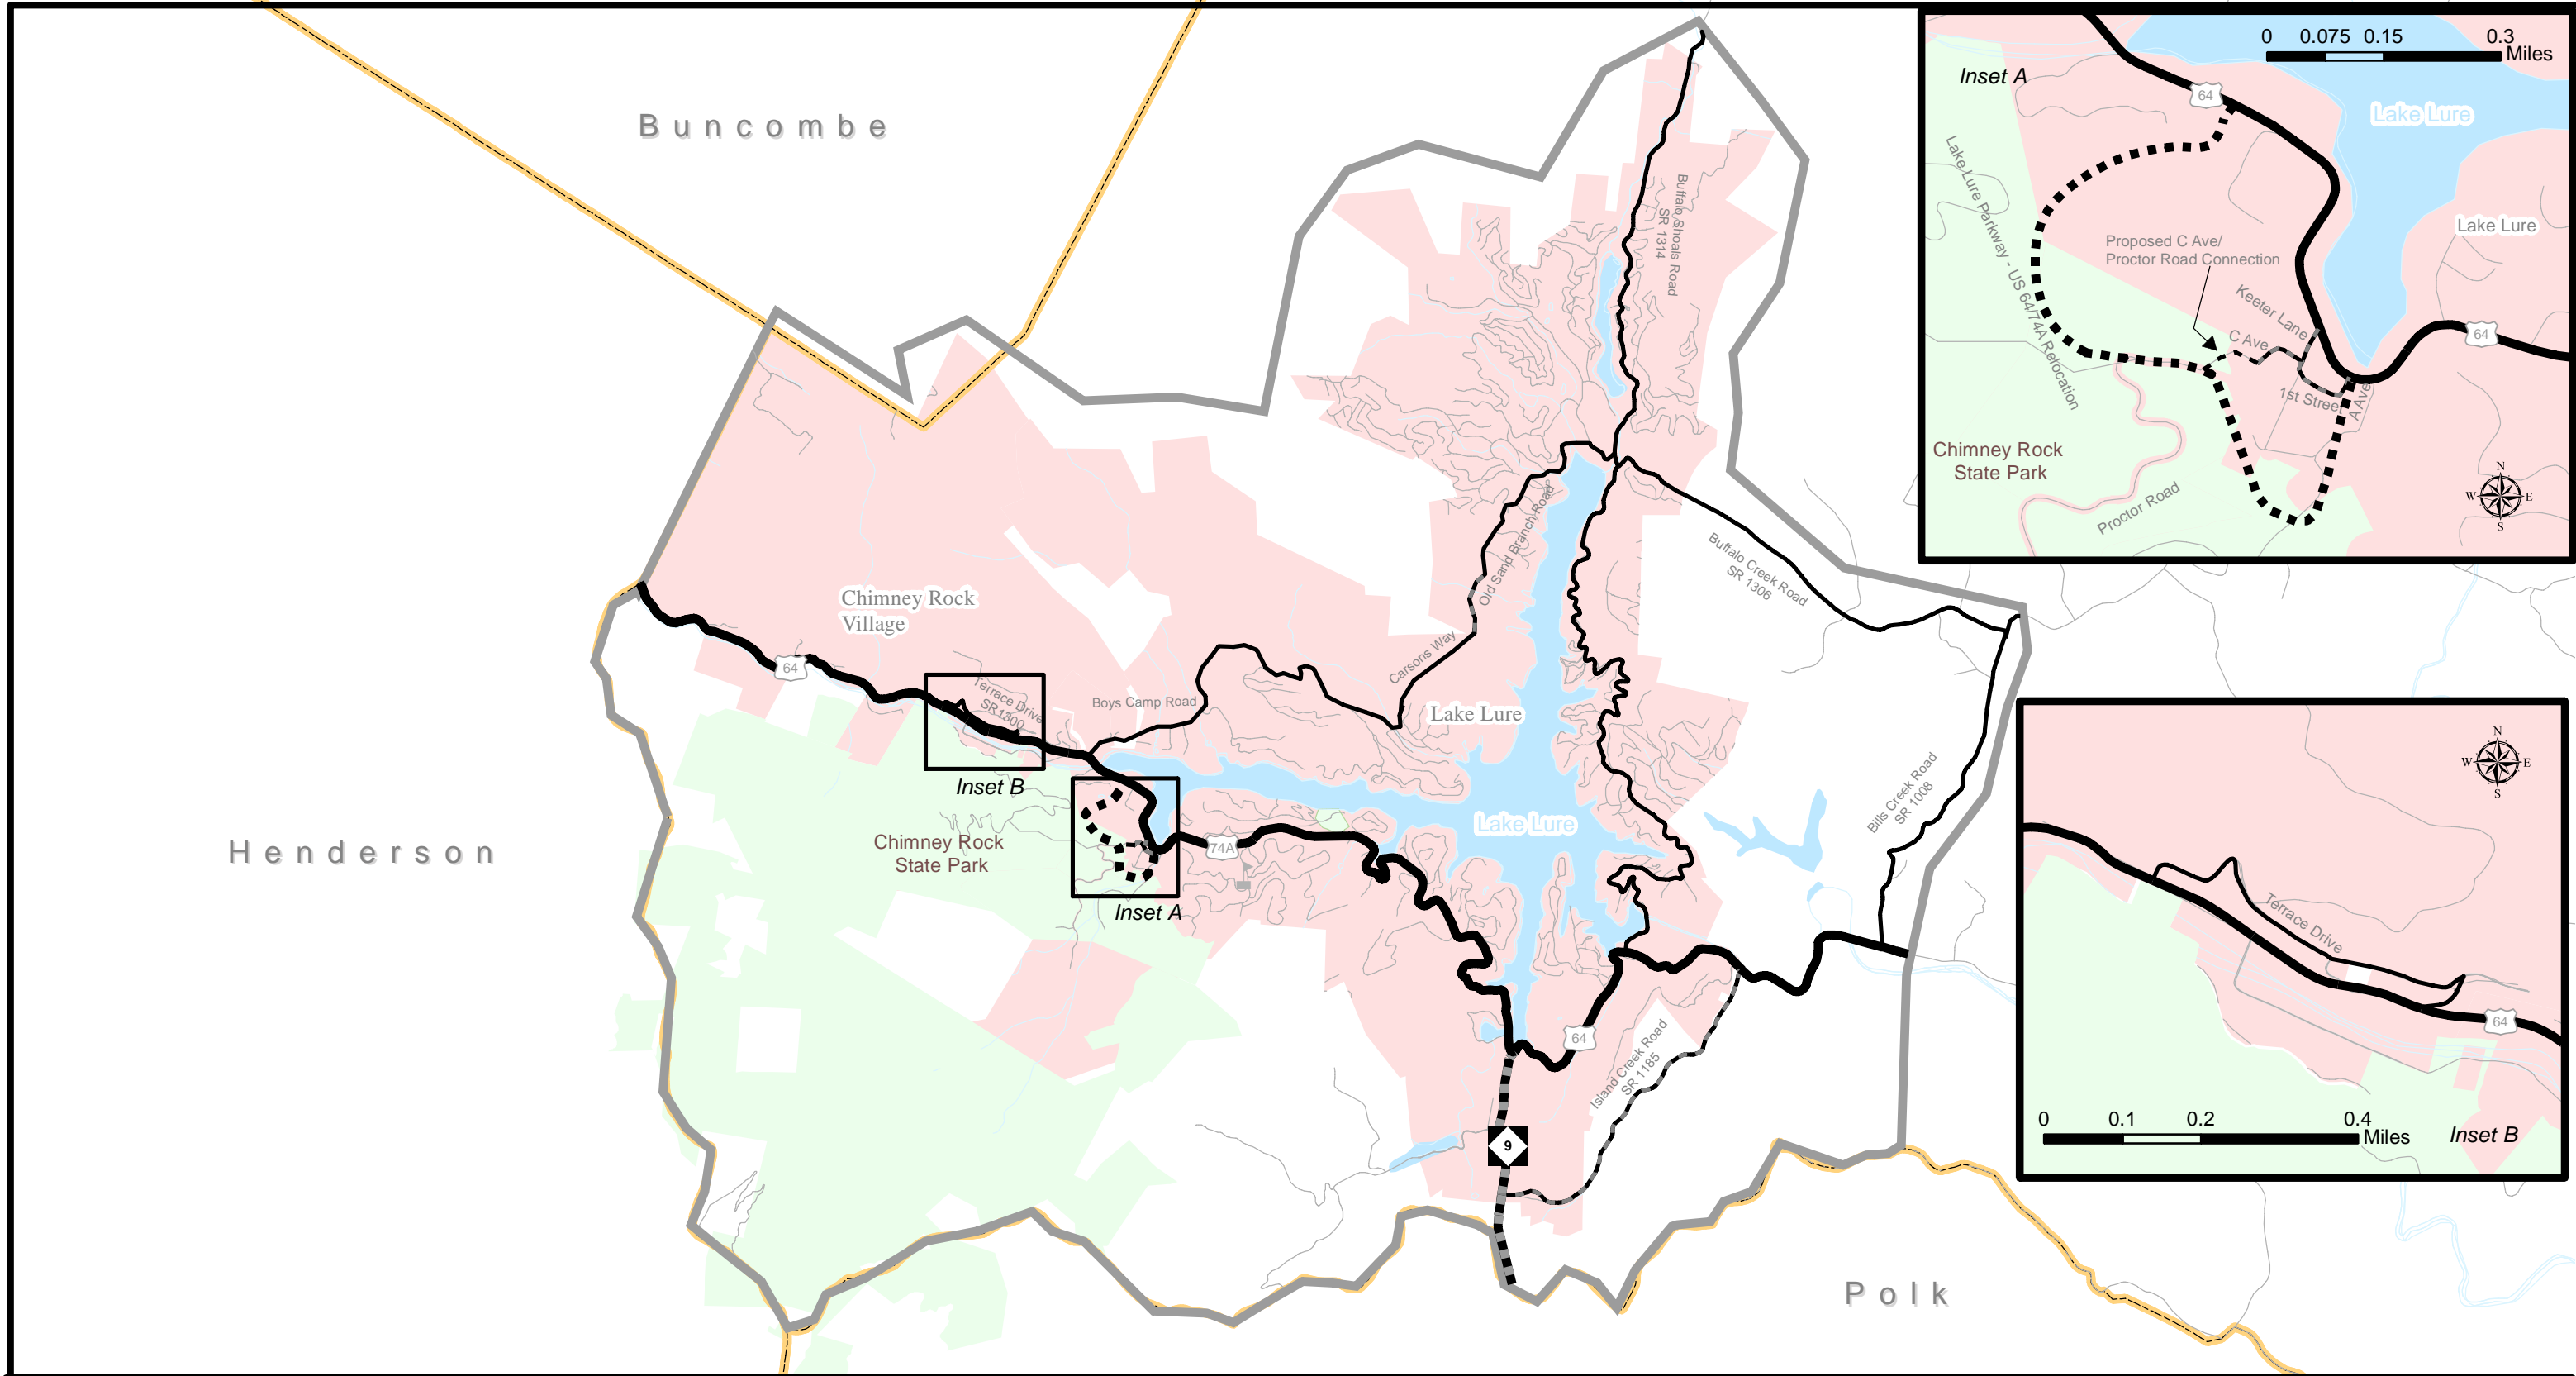 Buncombe
Henderson
Polk
Chimney Rock
Village
64
Terrace Drive
SR1300
Boys Camp Road
Inset B
Chimney Rock
State Park
Inset A
74A
Carsons Way
Old Sand Branch Road
Lake Lure
Lake Lure
Buffalo Shoals Road
SR 1314
Buffalo Creek Road
SR 1306
Bills Creek Road
SR 1008
64
Island Creek Road
SR 1185
9
Inset A
0 0.075 0.15 0.3
Miles
64
Lake Lure
Lake Lure
Lake Lure Parkway - US 64/74A Relocation
Proposed C Ave/
Proctor Road Connection
Keeter Lane
C Ave
1st Street
A Ave
64
Chimney Rock
State Park
Proctor Road
N
W E
S
N
W E
S
Terrace Drive
64
0 0.1 0.2 0.4
Miles
Inset B